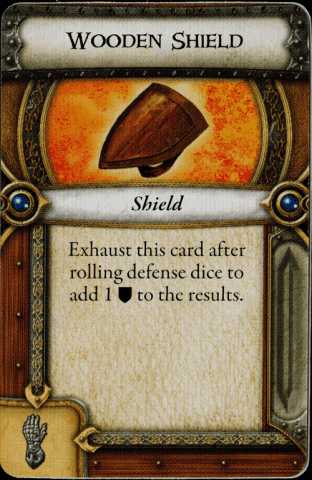 Wooden Shield
Shield
Exhaust this card after
rolling defense dice to
add 1 to the results.